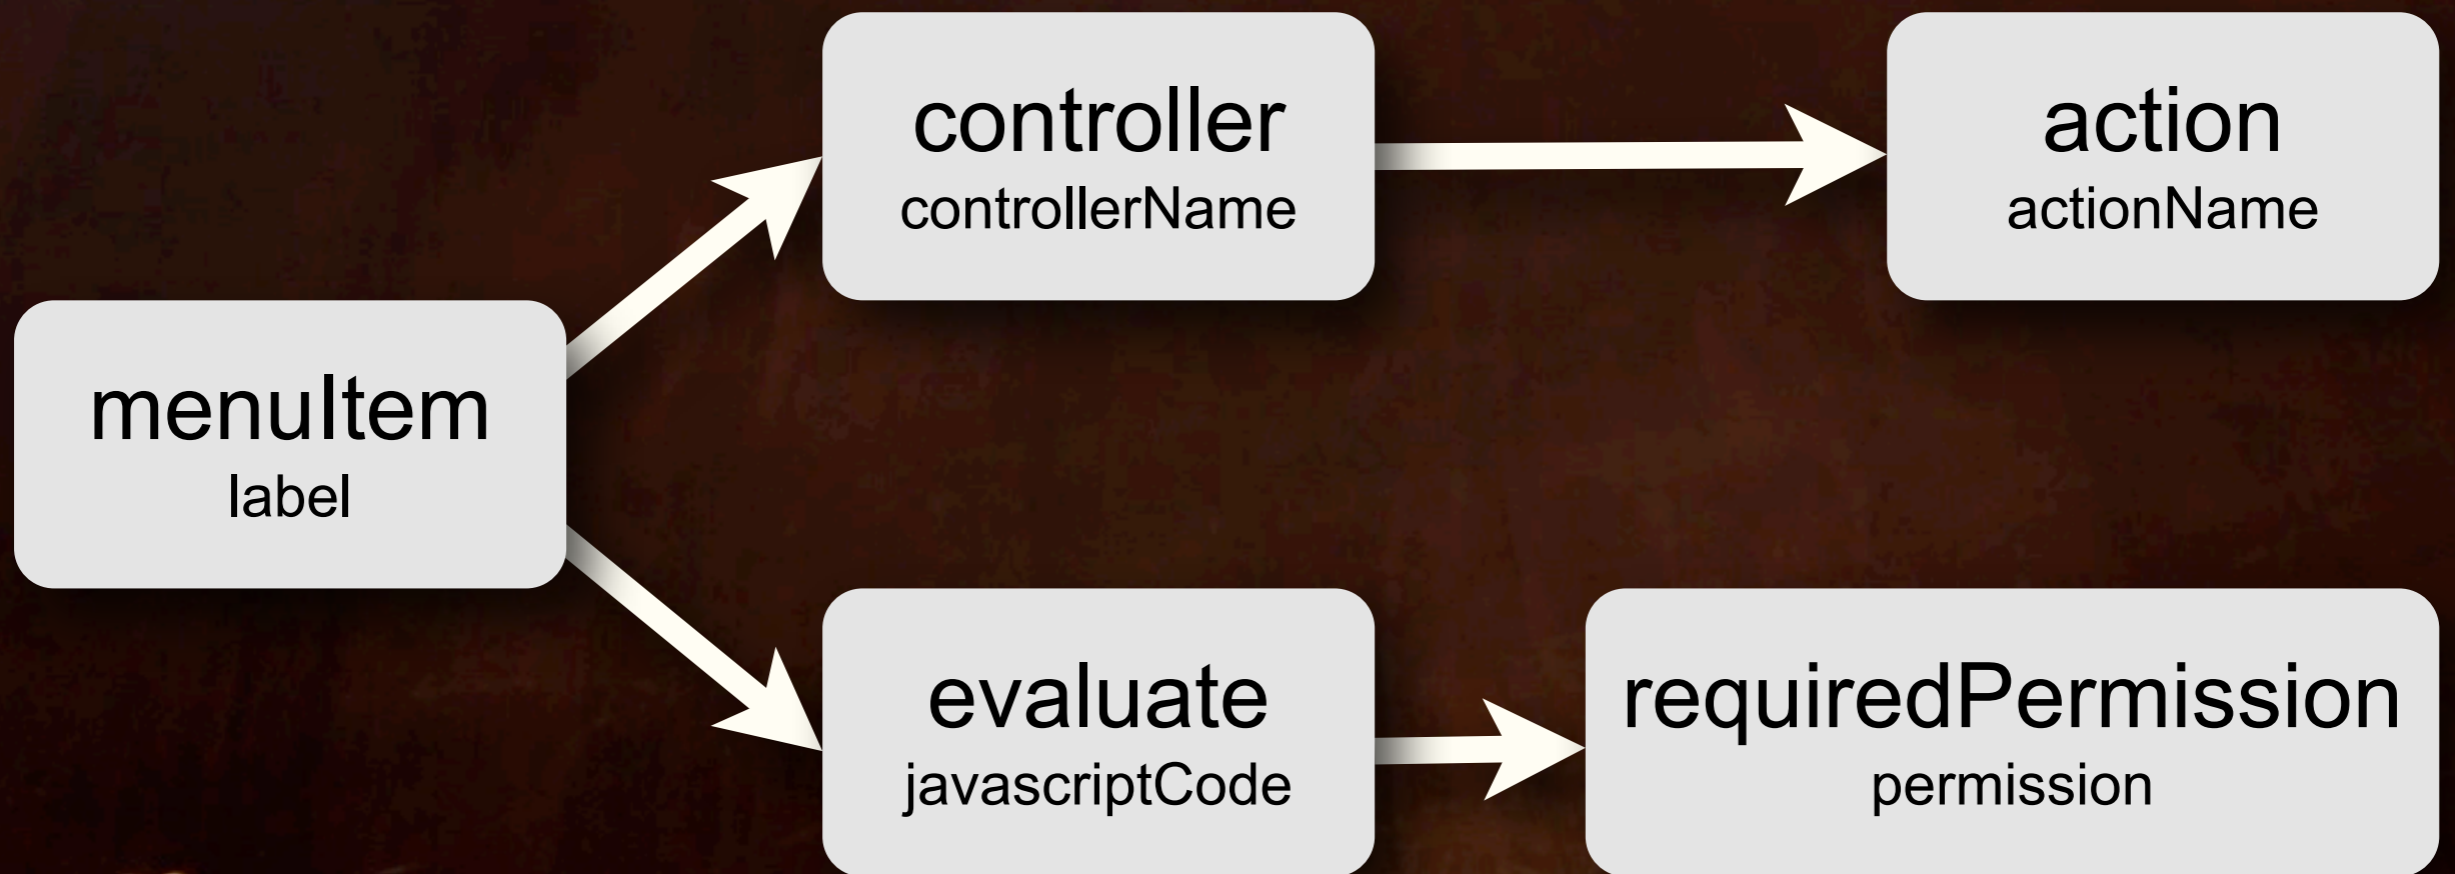 controller
controllerName
action
actionName
menuItem
label
evaluate
javascriptCode
requiredPermission
permission